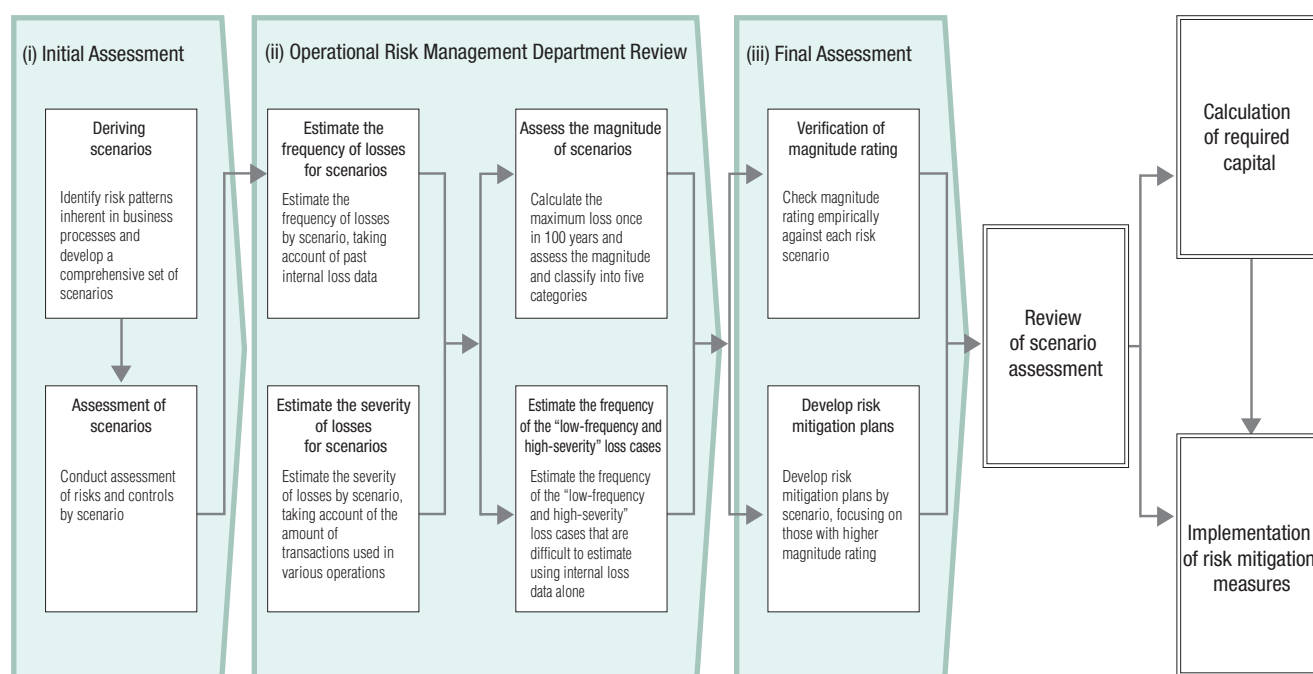 (i) Initial Assessment
Deriving
scenarios
Identify risk patterns
inherent in business
processes and
develop a
comprehensive set of
scenarios
Assessment of
scenarios
Conduct assessment
of risks and controls
by scenario
(ii) Operational Risk Management Department Review
Estimate the
frequency of losses
for scenarios
Estimate the
frequency of losses
by scenario, taking
account of past
internal loss data
Estimate the severity
of losses
for scenarios
Estimate the severity
of losses by scenario,
taking account of the
amount of
transactions used in
various operations
Assess the magnitude
of scenarios
Calculate the
maximum loss once
in 100 years and
assess the magnitude
and classify into five
categories
Estimate the frequency
of the “low-frequency and
high-severity” loss cases
Estimate the frequency
of the “low-frequency
and high-severity”
loss cases that are
difficult to estimate
using internal loss
data alone
(iii) Final Assessment
Verification of
magnitude rating
Check magnitude
rating empirically
against each risk
scenario
Develop risk
mitigation plans
Develop risk
mitigation plans by
scenario, focusing on
those with higher
magnitude rating
Review
of scenario
assessment
Calculation
of required
capital
Implementation
of risk mitigation
measures